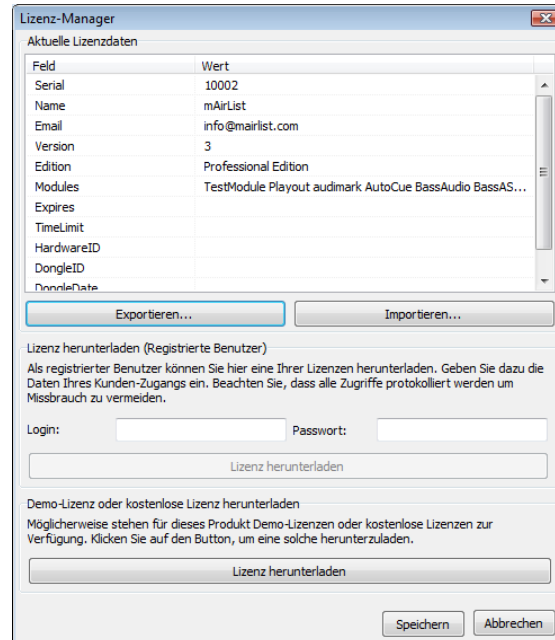 Lizenz-Manager
Aktuelle Lizenzdaten
Feld Wert
Serial 10002
Name mAirList
Email info@mairlist.com
Version 3
Edition Professional Edition
Modules TestModule Playout audimark AutoCue BassAudio BassAS...
Expires
TimeLimit
HardwareID
DongleID
DongleDate
Exportieren... Importieren...
Lizenz herunterladen (Registrierte Benutzer)
Als registrierter Benutzer können Sie hier eine Ihrer Lizenzen herunterladen. Geben Sie dazu die
Daten Ihres Kunden-Zugangs ein. Beachten Sie, dass alle Zugriffe protokolliert werden um
Missbrauch zu vermeiden.
Login: Passwort:
Lizenz herunterladen
Demo-Lizenz oder kostenlose Lizenz herunterladen
Möglicherweise stehen für dieses Produkt Demo-Lizenzen oder kostenlose Lizenzen zur
Verfügung. Klicken Sie auf den Button, um eine solche herunterzuladen.
Lizenz herunterladen
Speichern Abbrechen